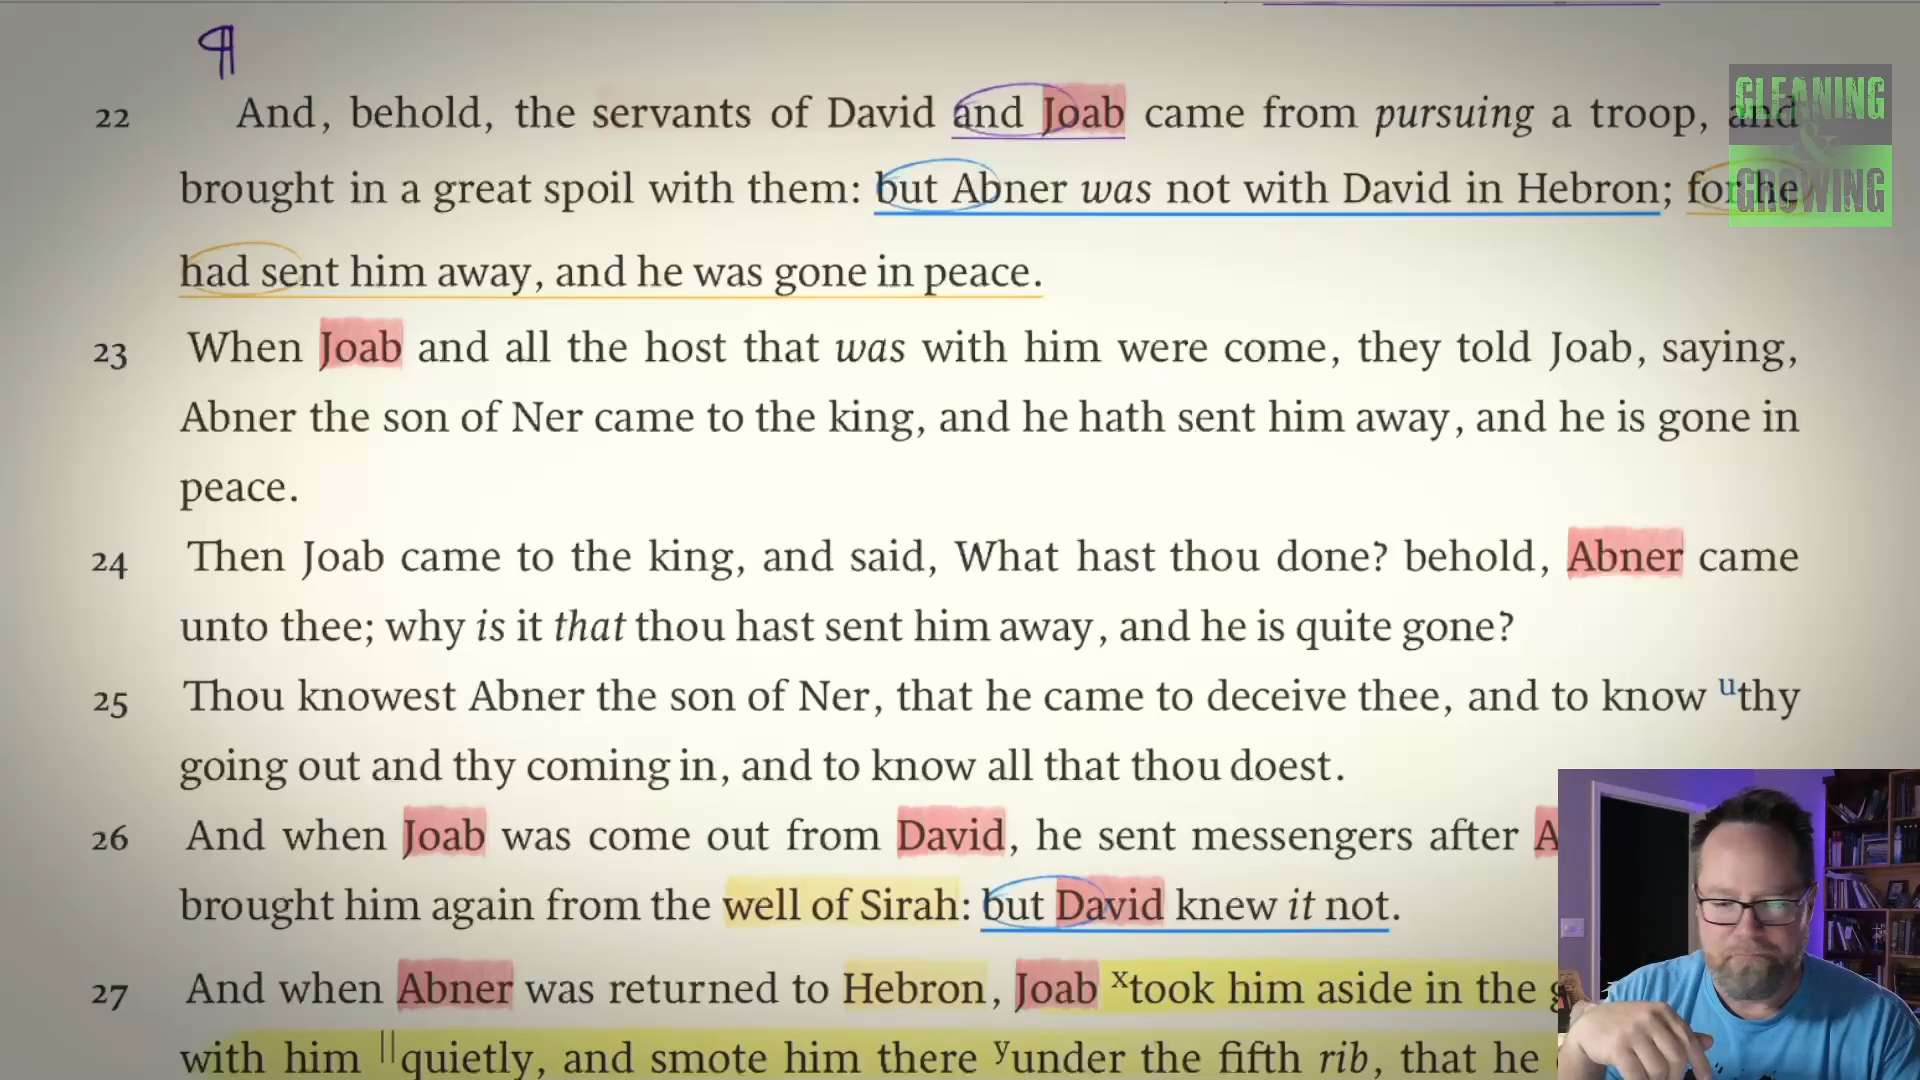 ¶
22 And, behold, the servants of David and Joab came from pursuing a troop, and
brought in a great spoil with them: but Abner was not with David in Hebron; for he
had sent him away, and he was gone in peace.
23 When Joab and all the host that was with him were come, they told Joab, saying,
Abner the son of Ner came to the king, and he hath sent him away, and he is gone in
peace.
24 Then Joab came to the king, and said, What hast thou done? behold, Abner came
unto thee; why is it that thou hast sent him away, and he is quite gone?
25 Thou knowest Abner the son of Ner, that he came to deceive thee, and to know ᵘthy
going out and thy coming in, and to know all that thou doest.
26 And when Joab was come out from David, he sent messengers after
brought him again from the well of Sirah: but David knew it not.
27 And when Abner was returned to Hebron, Joab ˣtook him aside in the
with him ||quietly, and smote him there ʸunder the fifth rib, that he
GLEANING
&
GROWING